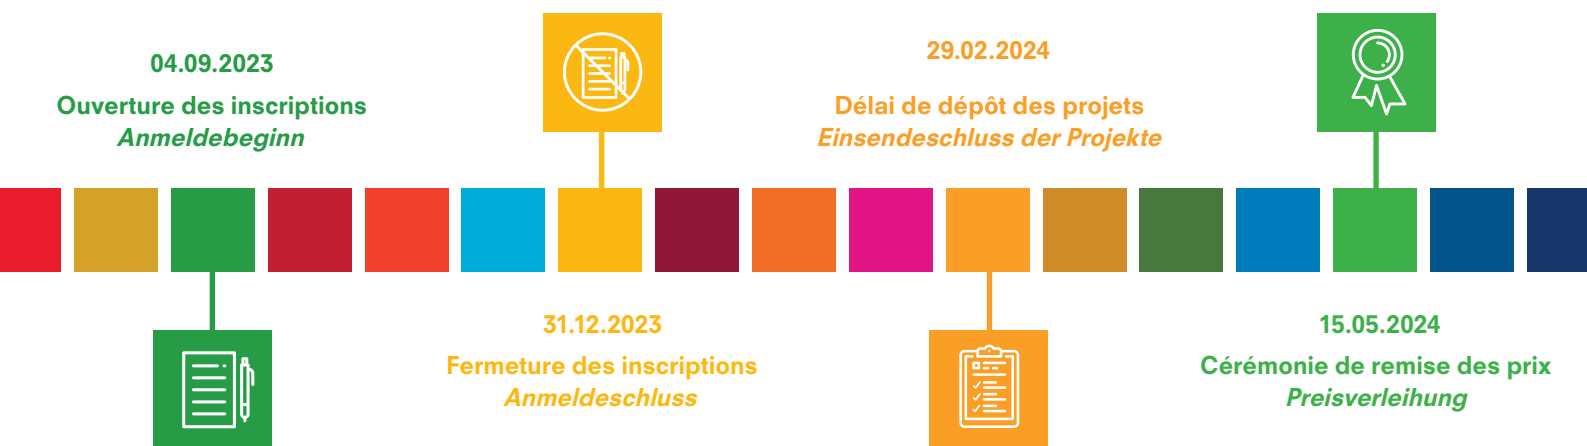 04.09.2023
Ouverture des inscriptions
Anmeldebeginn
31.12.2023
Fermeture des inscriptions
Anmeldeschluss
29.02.2024
Délai de dépôt des projets
Einsendeschluss der Projekte
15.05.2024
Cérémonie de remise des prix
Preisverleihung